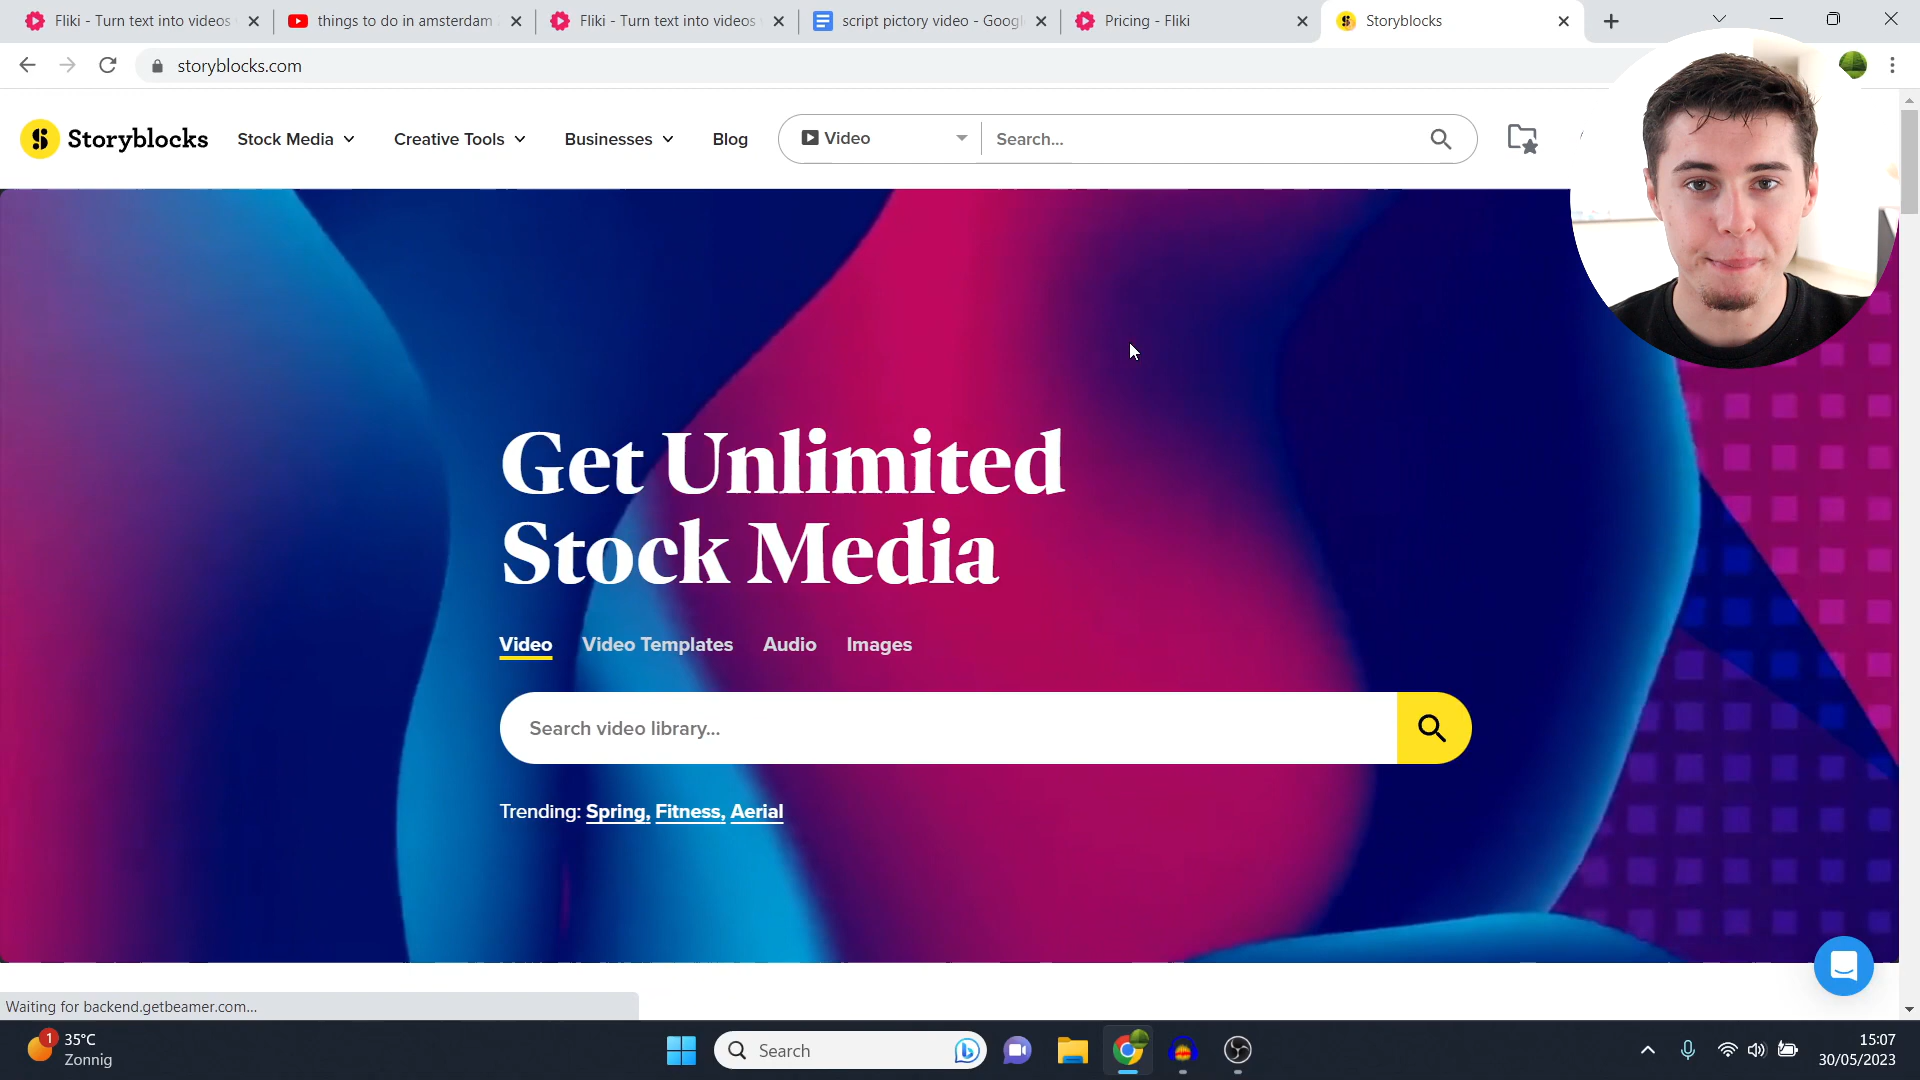 Fliki - Turn text into videos
things to do in amsterdam
Fliki - Turn text into videos
script pictory video - Googl
Pricing - Fliki
Storyblocks
storyblocks.com
Storyblocks
Stock Media
Creative Tools
Businesses
Blog
Video
Search...
Get Unlimited
Stock Media
Video
Video Templates
Audio
Images
Search video library...
Trending: Spring, Fitness, Aerial
Waiting for backend.getbeamer.com...
1
35°C
Zonnig
Search
15:07
30/05/2023